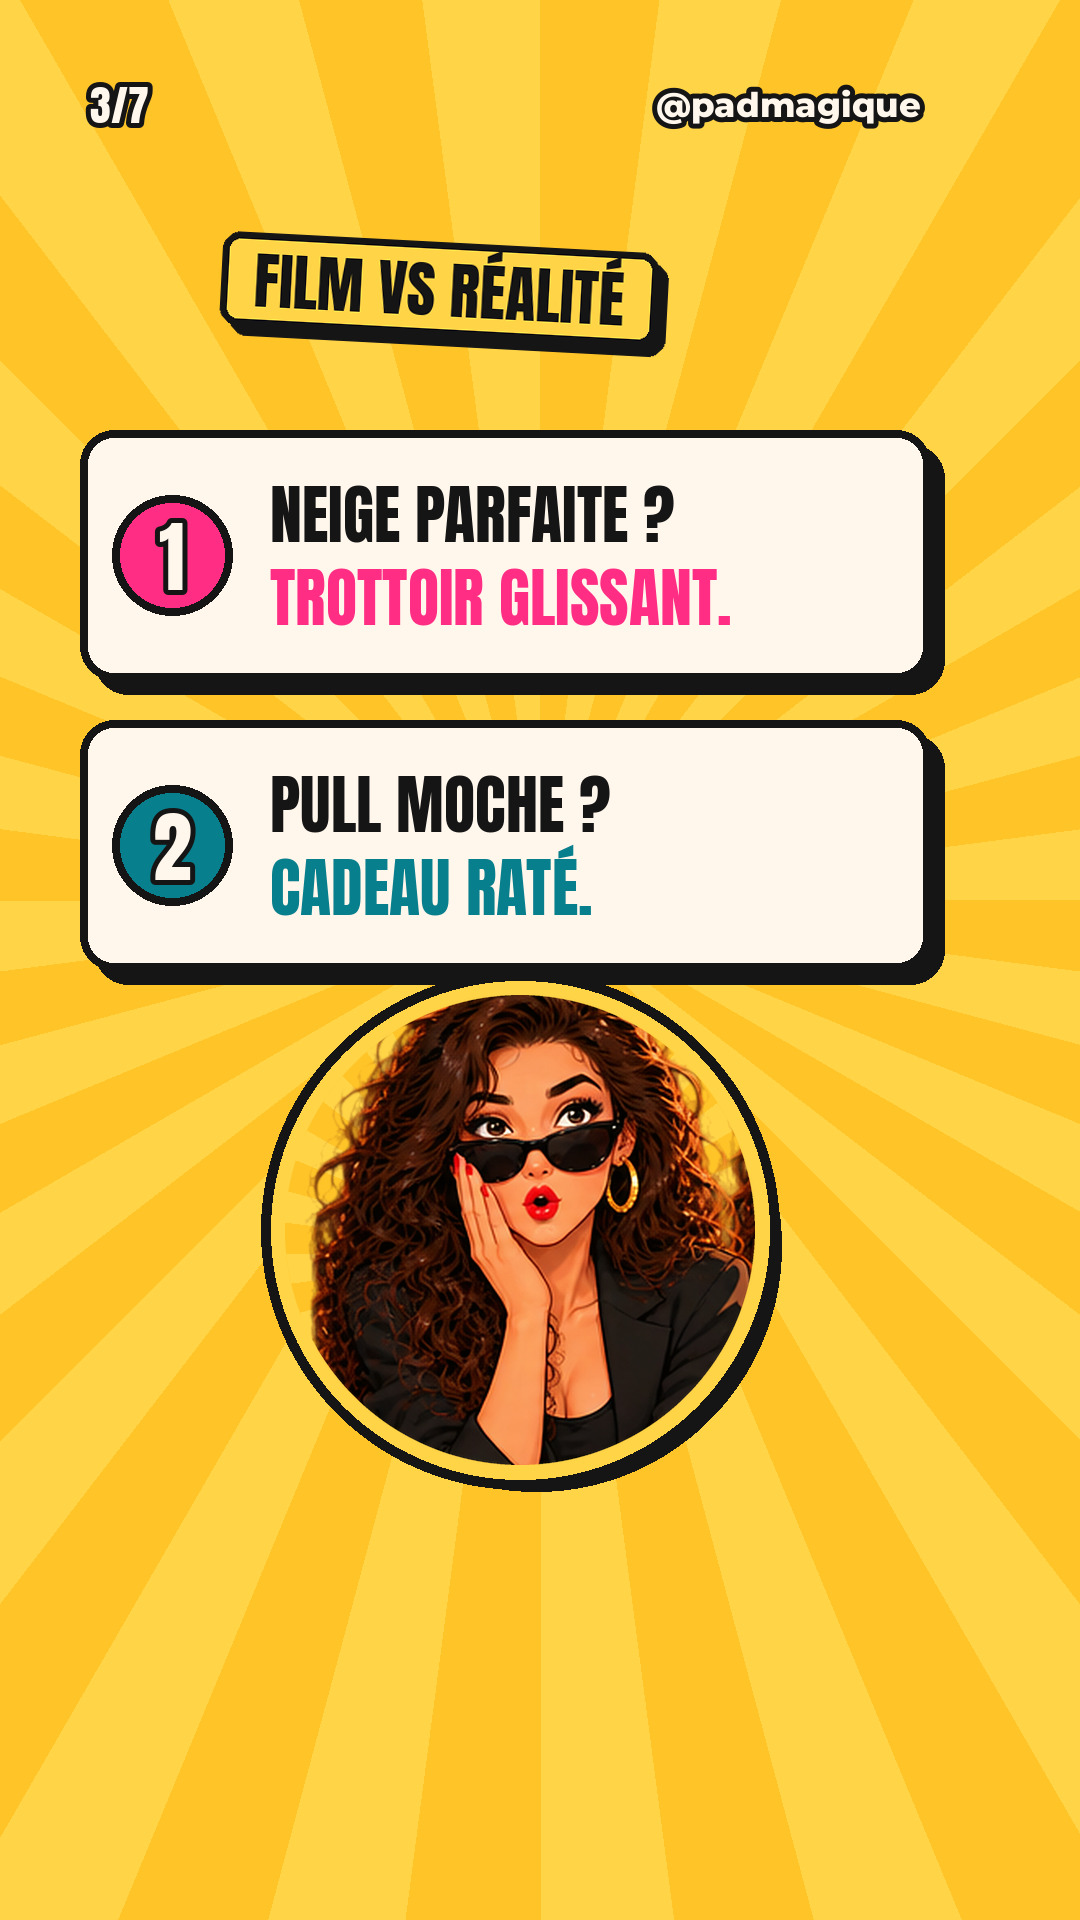 3/7
@padmagique
FILM VS RÉALITÉ
1
NEIGE PARFAITE ?
TROTTOIR GLISSANT.
2
PULL MOCHE ?
CADEAU RATÉ.